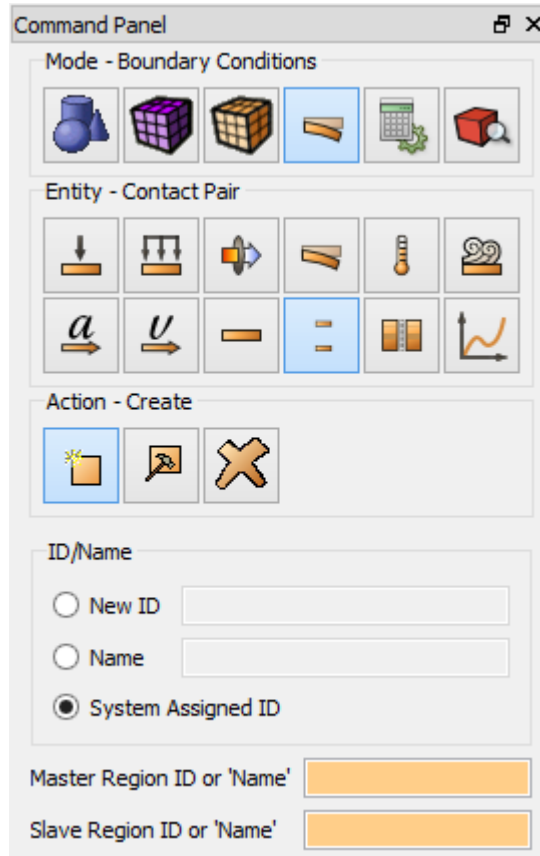 Command Panel
Mode - Boundary Conditions
Entity - Contact Pair
a
v
Action - Create
ID/Name
New ID
Name
System Assigned ID
Master Region ID or 'Name'
Slave Region ID or 'Name'